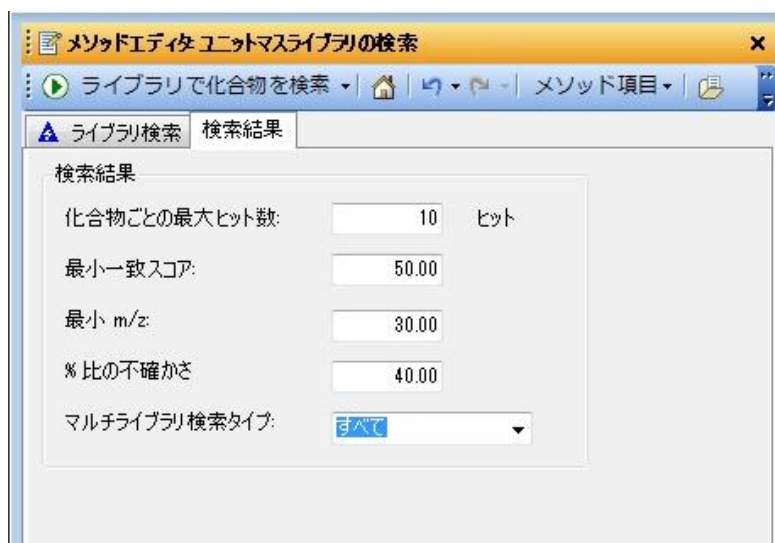 メソッドエディタ ユニットマスライブラリの検索
ライブラリで化合物を検索 メソッド項目
ライブラリ検索 検索結果
検索結果
化合物ごとの最大ヒット数: 10 ヒット
最小一致スコア: 50.00
最小 m/z: 30.00
% 比の不確かさ 40.00
マルチライブラリ検索タイプ: すべて